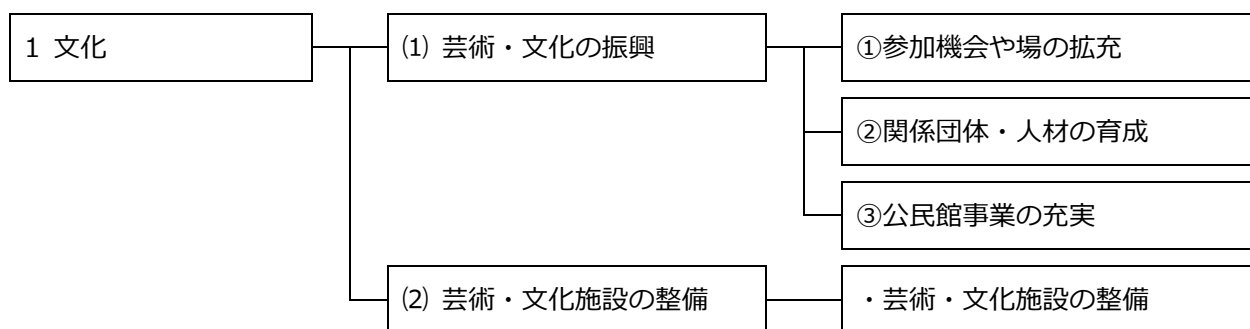 1 文化
⑴ 芸術・文化の振興
①参加機会や場の拡充
②関係団体・人材の育成
③公民館事業の充実
⑵ 芸術・文化施設の整備
・芸術・文化施設の整備